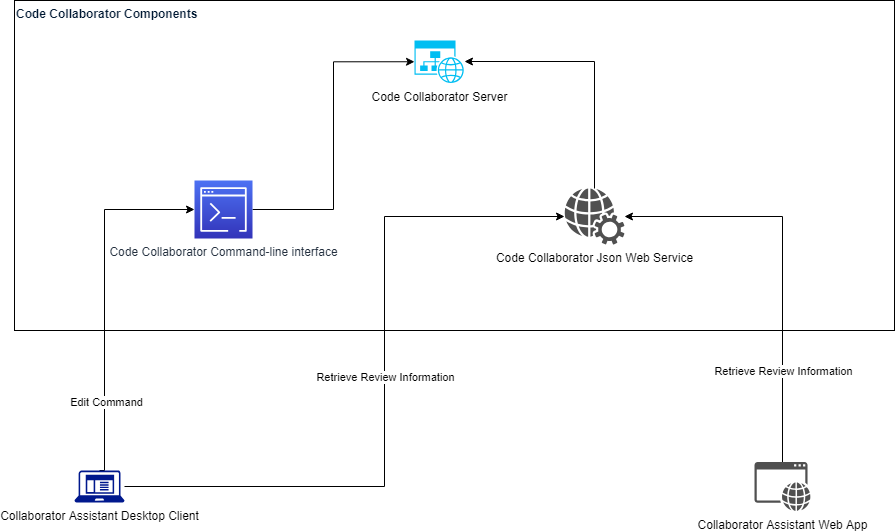 Code Collaborator Components
Code Collaborator Server
Code Collaborator Command-line interface
Code Collaborator Json Web Service
Retrieve Review Information
Retrieve Review Information
Edit Command
Collaborator Assistant Desktop Client
Collaborator Assistant Web App